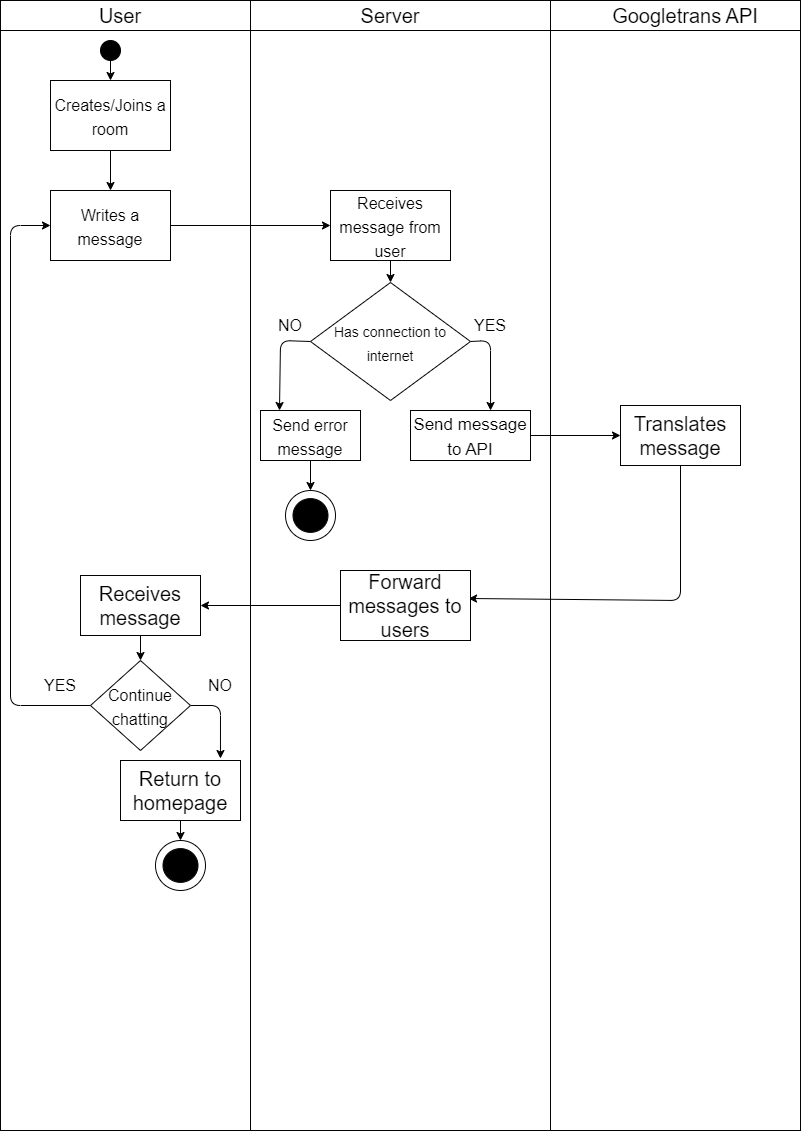 User
Server
Googletrans API
Creates/Joins a
room
Writes a
message
Receives
message from
user
NO
YES
Has connection to
internet
Send error
message
Send message
to API
Translates
message
Forward
messages to
users
Receives
message
YES
NO
Continue
chatting
Return to
homepage